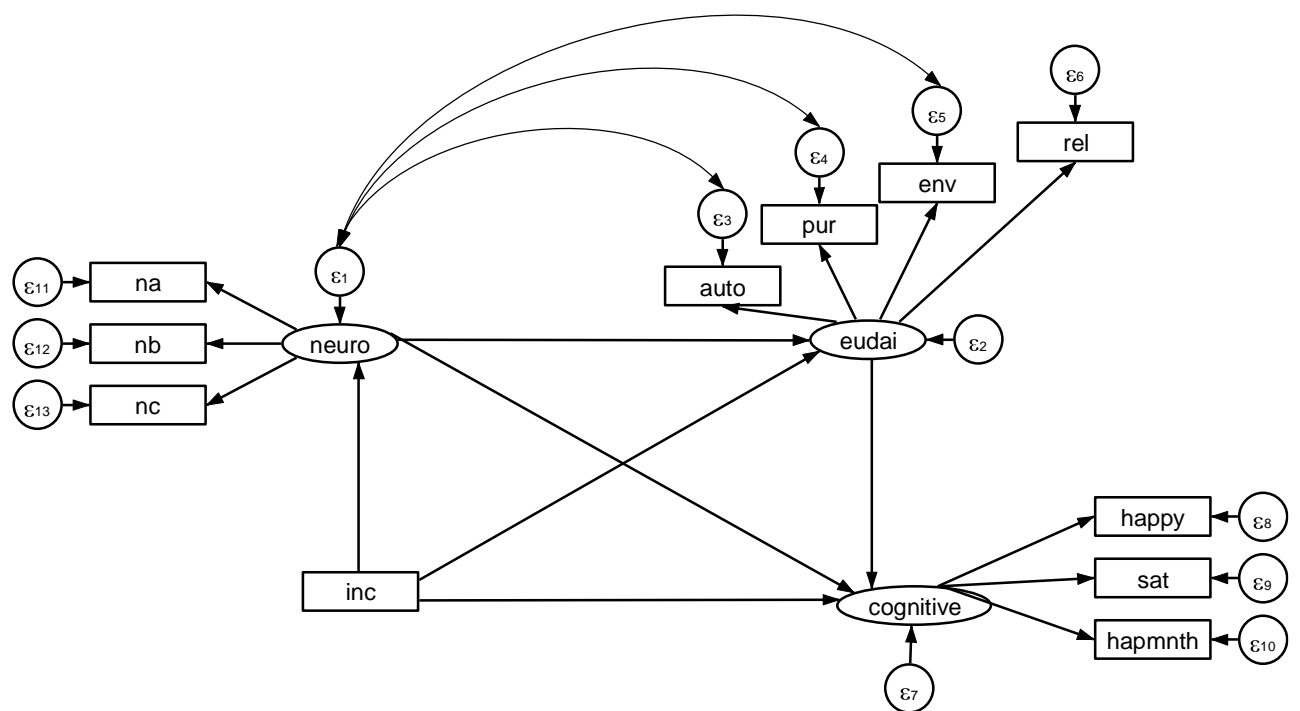 ε6
ε5
rel
ε4
env
ε3
pur
ε1
auto
ε11
na
ε12
nb
neuro
eudai
ε2
ε13
nc
happy
ε8
sat
ε9
inc
cognitive
hapmnth
ε10
ε7